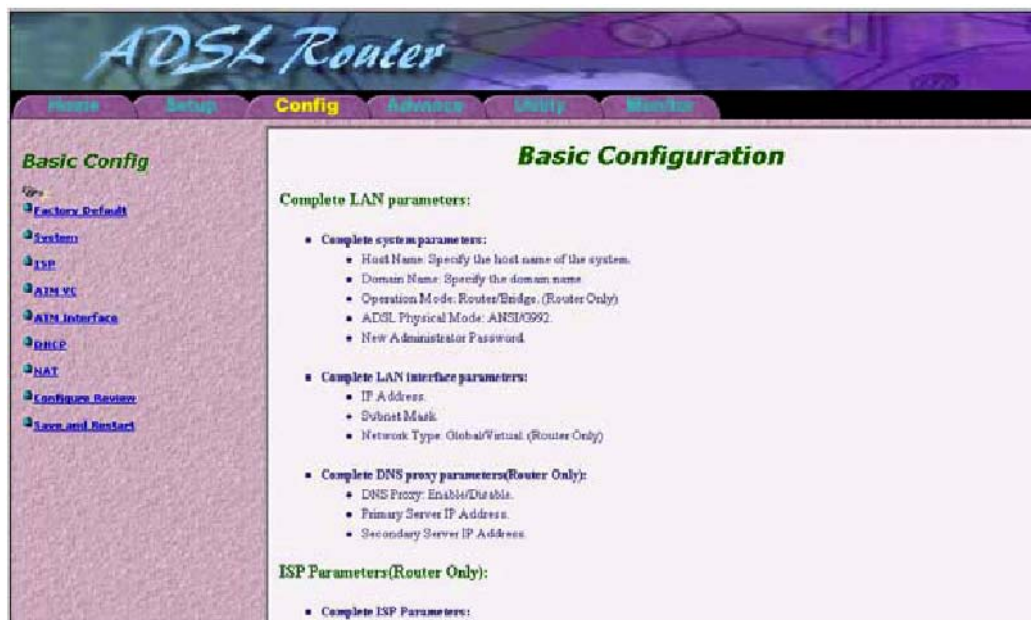 ADSL Router
Home Setup Config Advance Utility Monitor
Basic Config
Factory Default
System
ISP
ATM VC
ATM Interface
DHCP
NAT
Configure Review
Save and Restart
Basic Configuration
Complete LAN parameters:
Complete system parameters:
Host Name: Specify the host name of the system.
Domain Name: Specify the domain name
Operation Mode: Router/Bridge. (Router Only)
ADSL Physical Mode: ANSI/G992.
New Administrator Password.
Complete LAN interface parameters:
IP Address.
Subnet Mask
Network Type: Global/Virtual. (Router Only)
Complete DNS proxy parameters(Router Only):
DNS Proxy: Enable/Disable.
Primary Server IP Address.
Secondary Server IP Address.
ISP Parameters(Router Only):
Complete ISP Parameters: